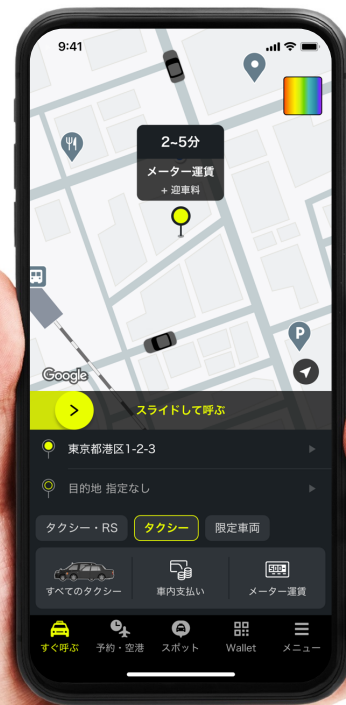 9:41
2~5分
メーター運賃
+ 迎車料
P
Google
スライドして呼ぶ
東京都港区1-2-3
目的地 指定なし
タクシー・RS
タクシー
限定車両
すべてのタクシー
車内支払い
メーター運賃
すぐ呼ぶ
予約・空港
スポット
Wallet
メニュー